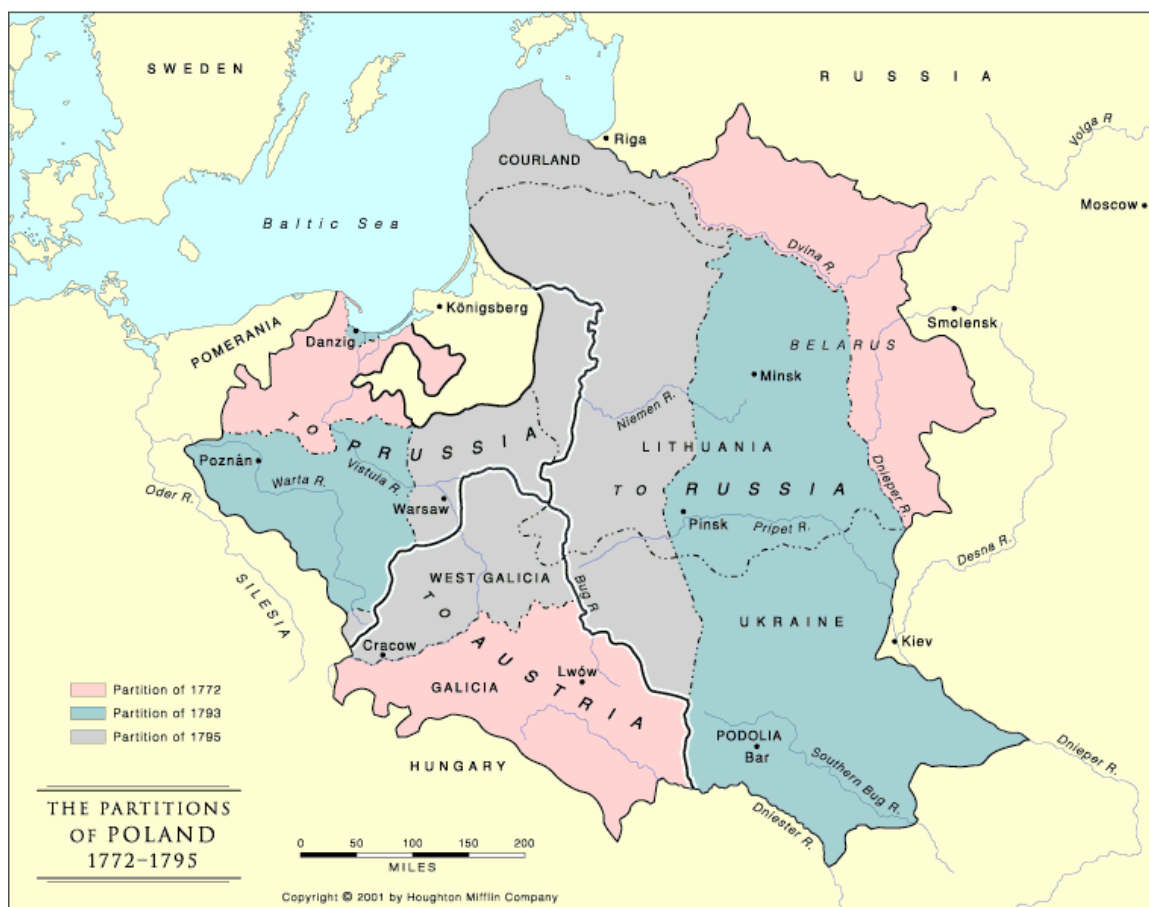 SWEDEN
RUSSIA
Volga R
Riga
COURLAND
Moscow
Baltic Sea
Dvina R.
Königsberg
POMERANIA
Danzig
Smolensk
BELARUS
Minsk
Niemen R.
TO PRUSSIA
LITHUANIA
Poznán
Vistula R.
Warta R.
Dnieper R.
Oder R.
TO RUSSIA
Warsaw
Pinsk
Pripet R.
Desna R.
SILESIA
WEST GALICIA
Bug R
TO AUSTRIA
UKRAINE
Kiev
Cracow
Lwów
GALICIA
Partition of 1772
Partition of 1793
Partition of 1795
PODOLIA
Bar
Southern Bug R.
Dnieper R.
HUNGARY
Dniester R.
THE PARTITIONS
OF POLAND
1772–1795
0 50 100 150 200
MILES
Copyright © 2001 by Houghton Mifflin Company